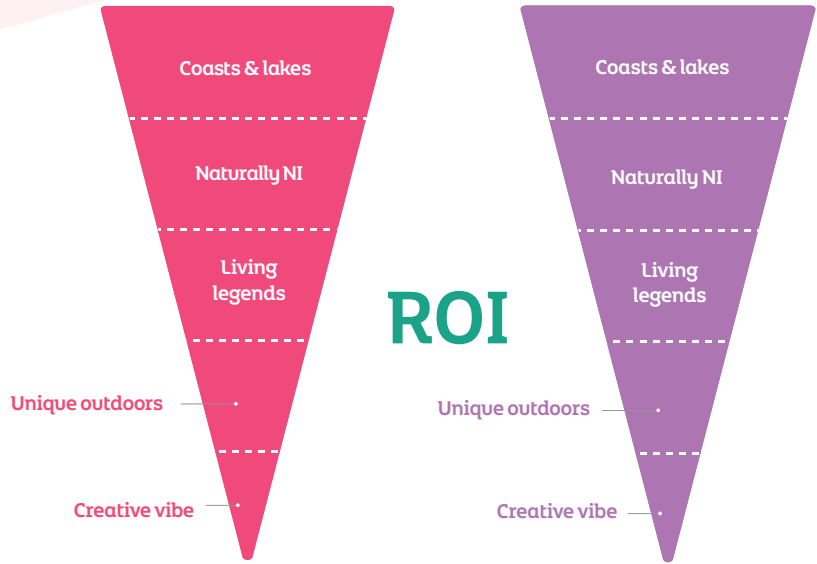 Coasts & lakes
Naturally NI
Living
legends
Unique outdoors
Creative vibe
ROI
Coasts & lakes
Naturally NI
Living
legends
Unique outdoors
Creative vibe